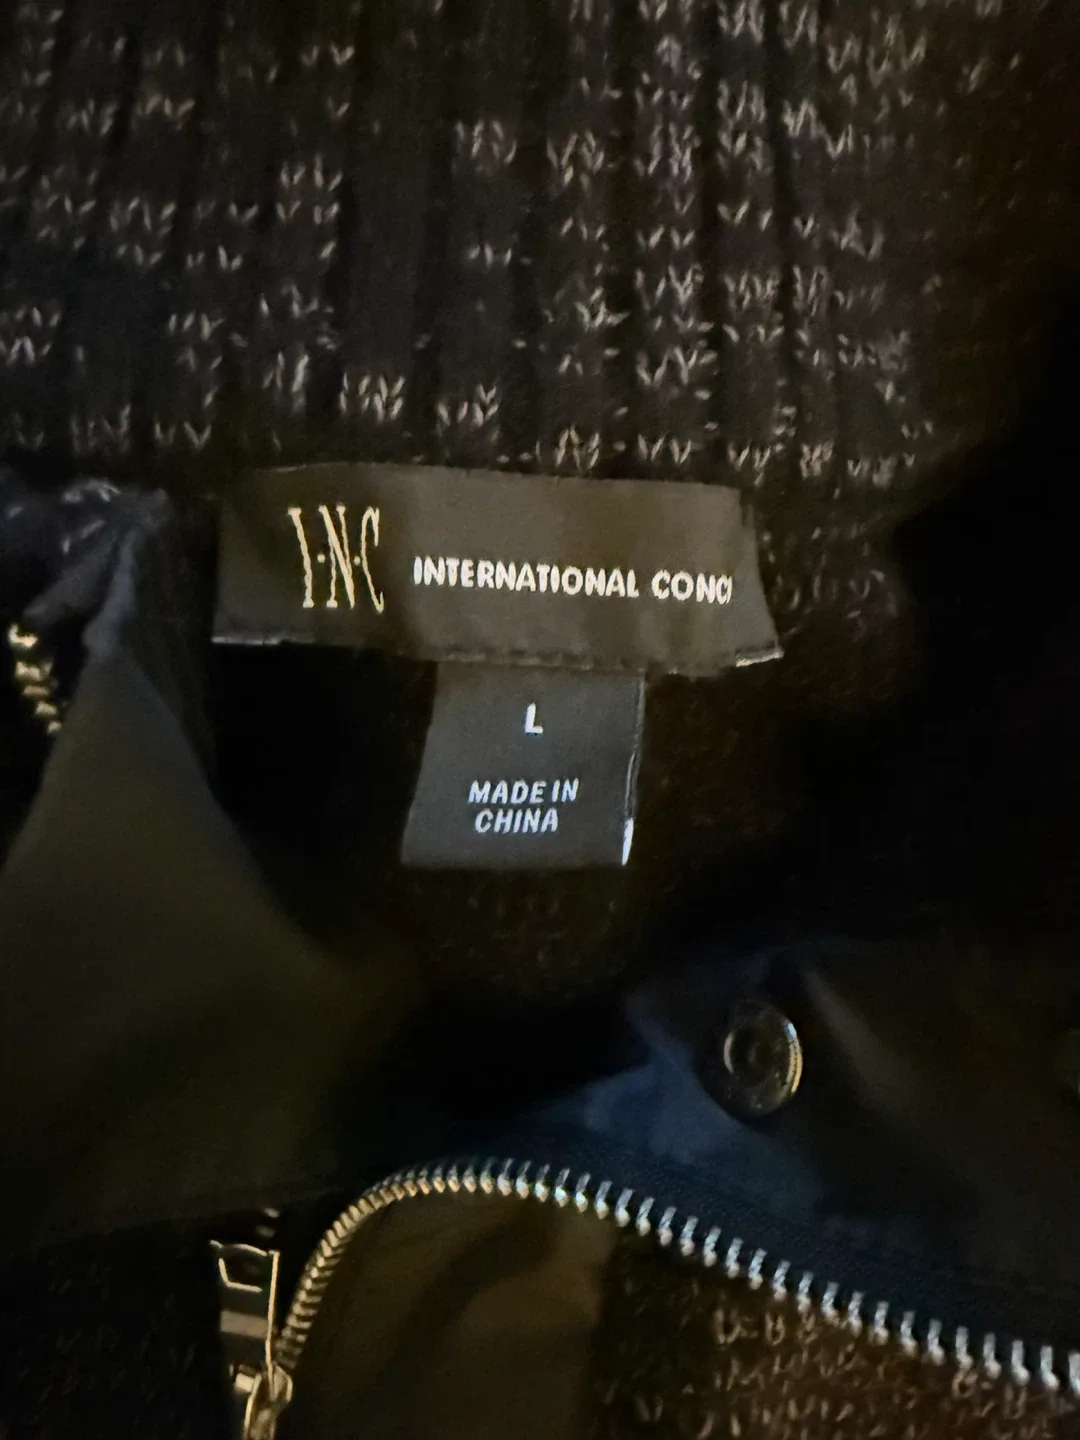 I·N·C INTERNATIONAL CONC
L
MADE IN
CHINA